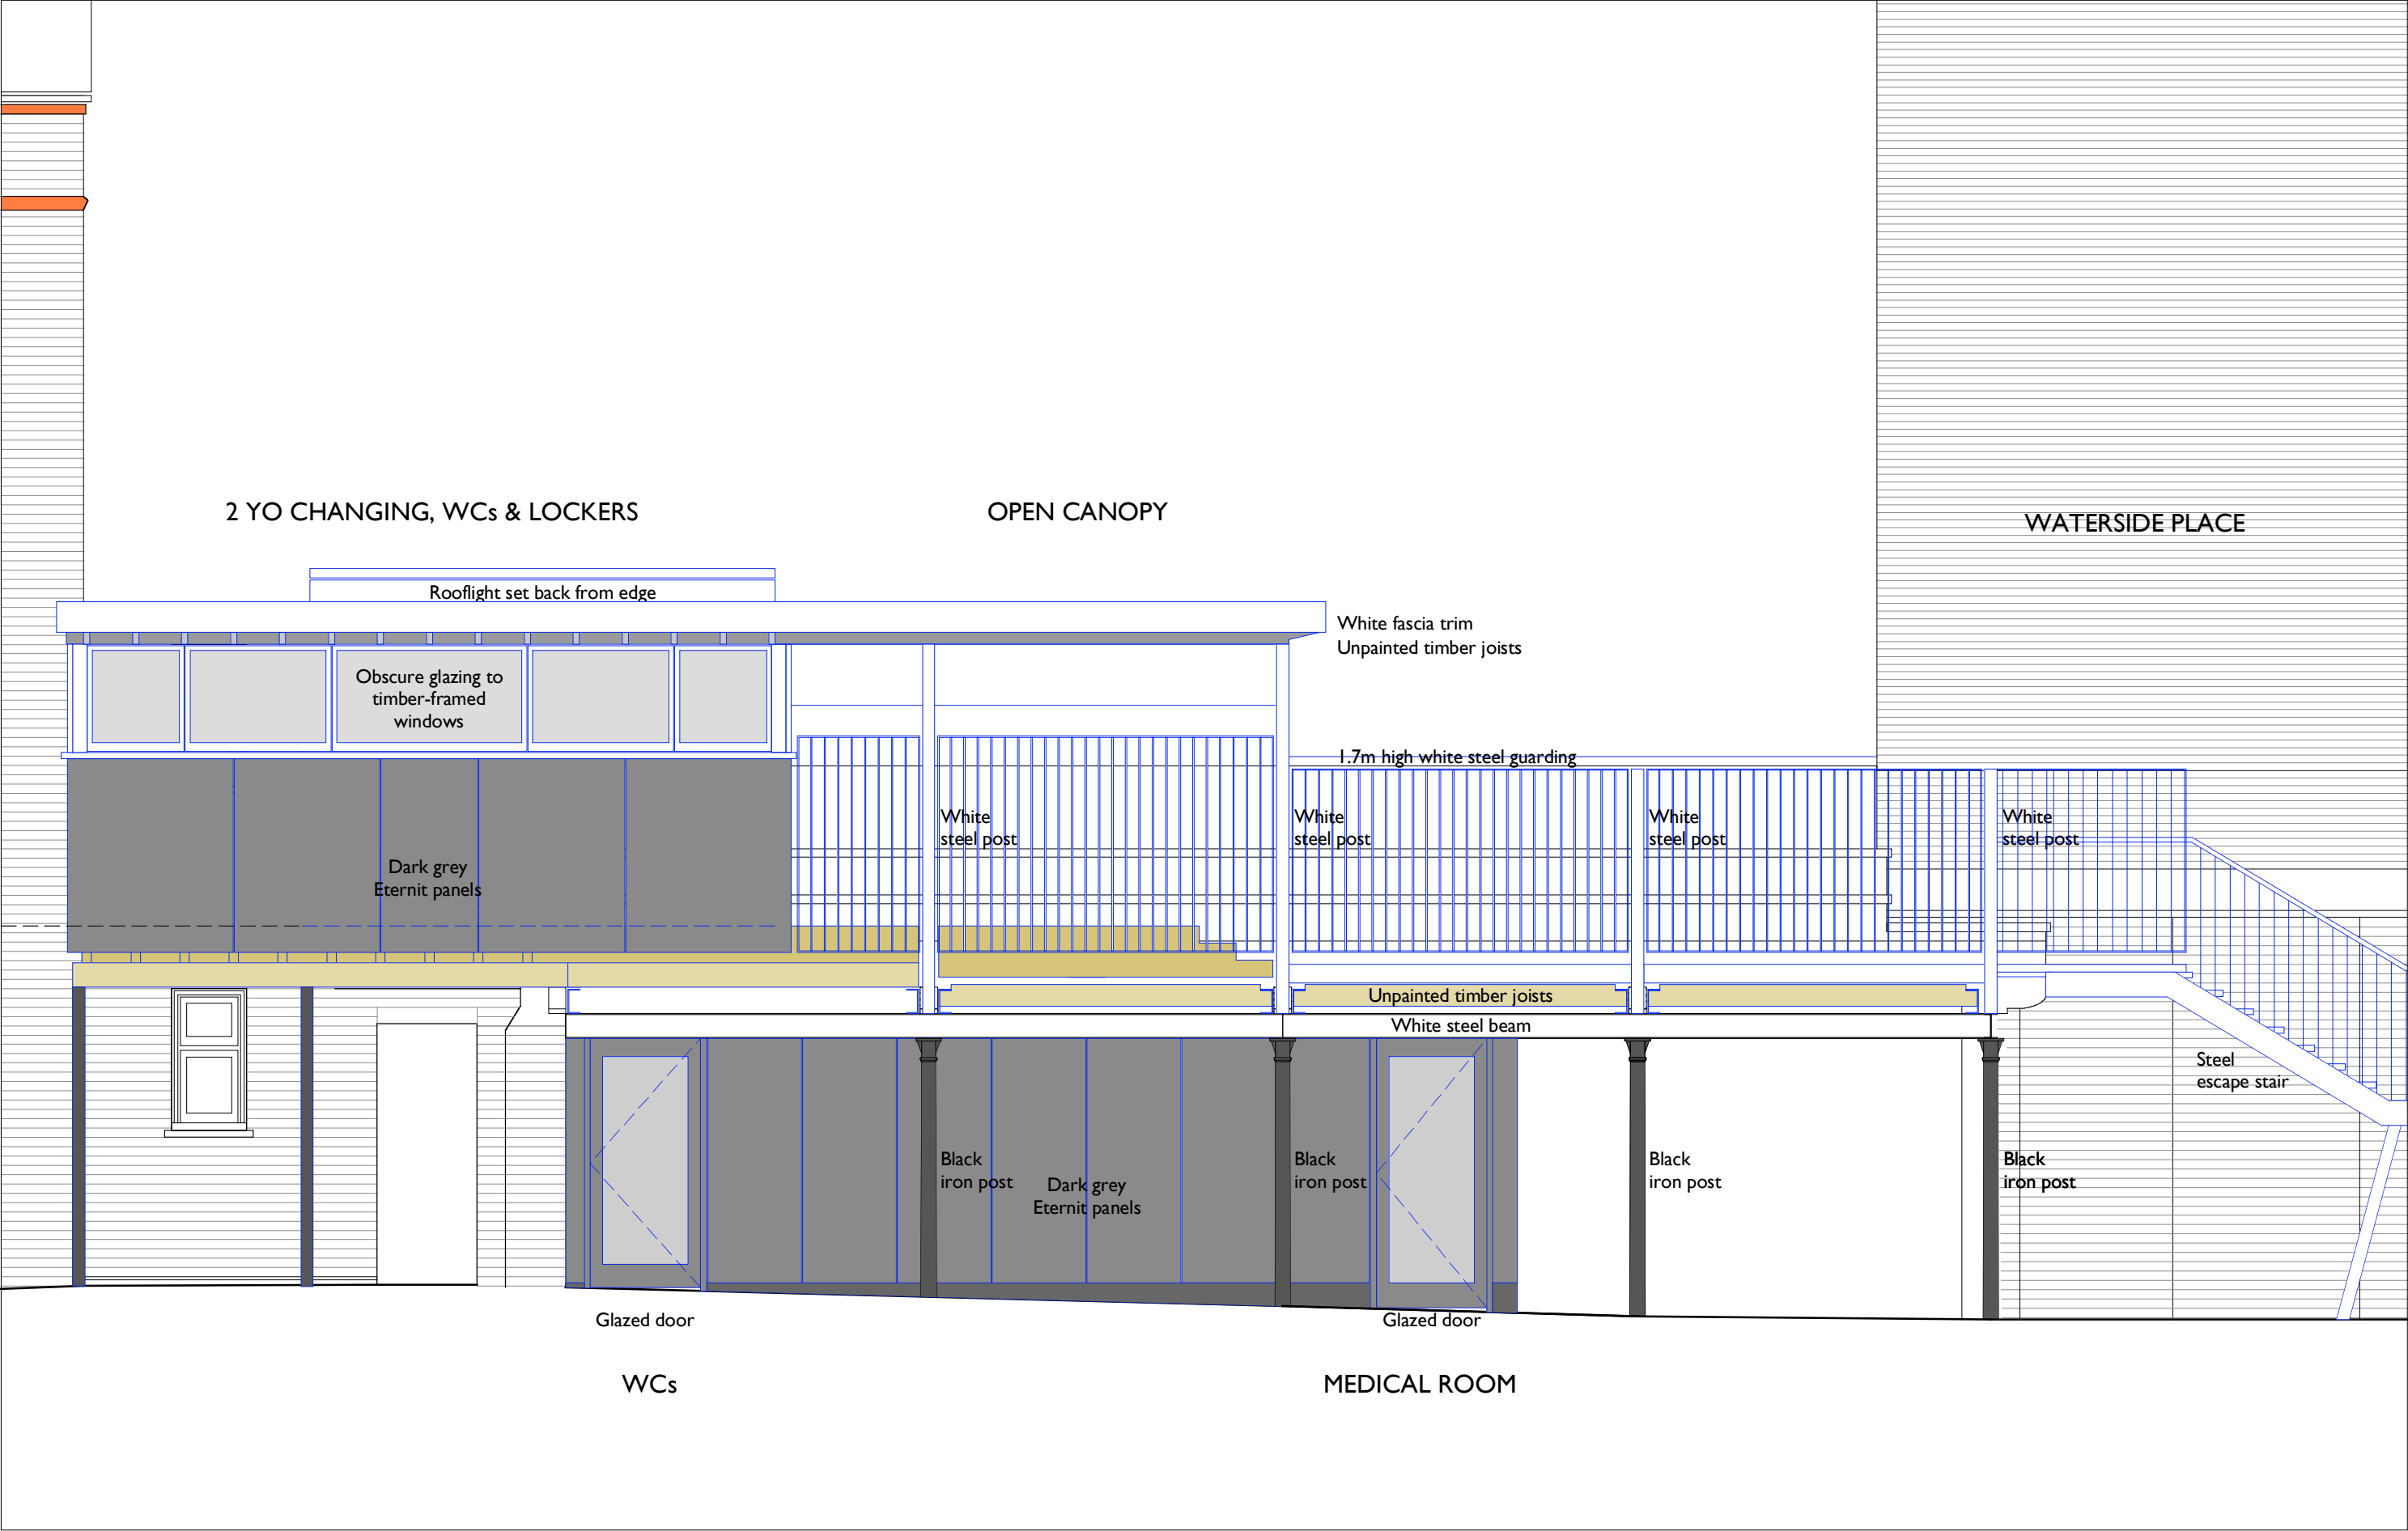 2 YO CHANGING, WCs & LOCKERS
OPEN CANOPY
WATERSIDE PLACE
Rooflight set back from edge
White fascia trim
Unpainted timber joists
Obscure glazing to
timber-framed
windows
1.7m high white steel guarding
White
steel post
White
steel post
White
steel post
White
steel post
Dark grey
Eternit panels
Unpainted timber joists
White steel beam
Steel
escape stair
Black
iron post
Black
iron post
Black
iron post
Black
iron post
Dark grey
Eternit panels
Glazed door
Glazed door
WCs
MEDICAL ROOM